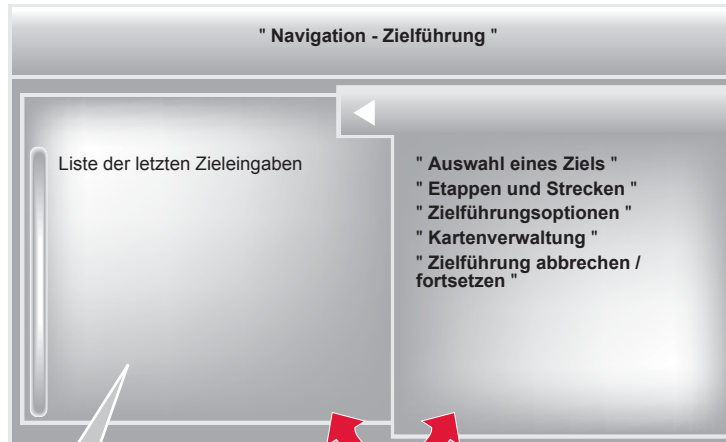 " Navigation - Zielführung "
Liste der letzten Zieleingaben
" Auswahl eines Ziels "
" Etappen und Strecken "
" Zielführungsoptionen "
" Kartenverwaltung "
" Zielführung abbrechen /
fortsetzen "